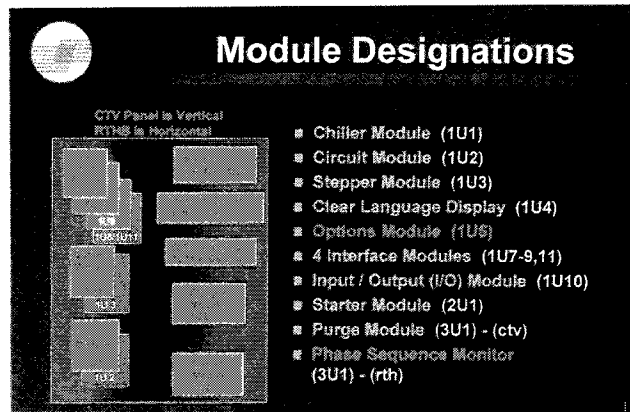 Module Designations
CTV Panel is Vertical
RTHB is Horizontal
Chiller Module (1U1)
Circuit Module (1U2)
Stepper Module (1U3)
Clear Language Display (1U4)
Options Module (1U5)
4 Interface Modules (1U7-9,11)
Input / Output (I/O) Module (1U10)
Starter Module (2U1)
Purge Module (3U1) - (ctv)
Phase Sequence Monitor
(3U1) - (rth)
1U3
1U2